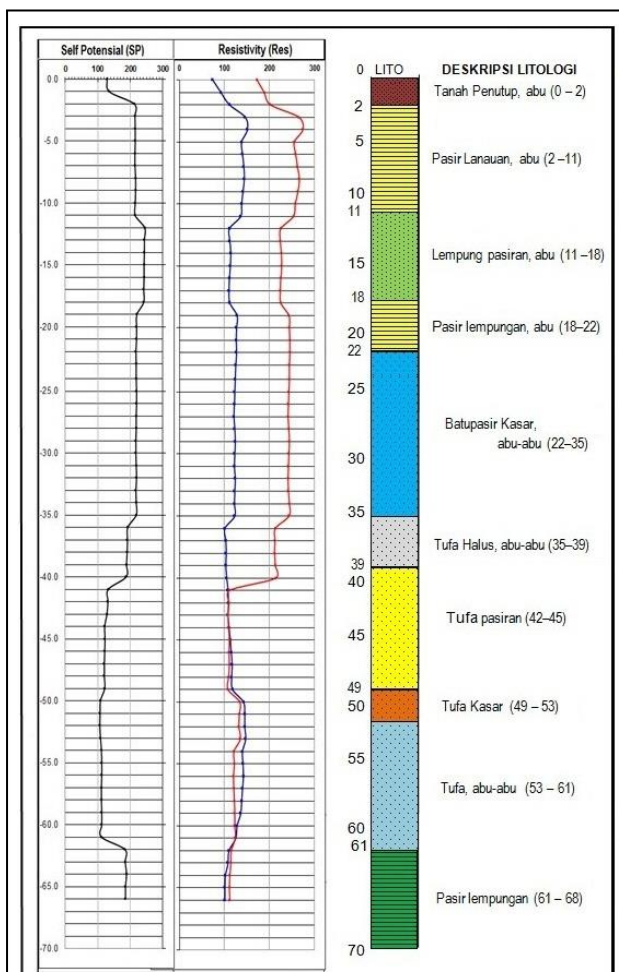 Self Potensial (SP)
0 100 200 300
Resistivity (Res)
0 100 200 300
0.0
-5.0
-10.0
-15.0
-20.0
-25.0
-30.0
-35.0
-40.0
-45.0
-50.0
-55.0
-60.0
-65.0
-70.0
0 LITO DESKRIPSI LITOLOGI
Tanah Penutup, abu (0 – 2)
2
5
Pasir Lanauan, abu (2 –11)
10
11
Lempung pasiran, abu (11 –18)
15
18
Pasir lempungan, abu (18–22)
20
22
25
Batupasir Kasar,
abu-abu (22–35)
30
35
Tufa Halus, abu-abu (35–39)
39
40
Tufa pasiran (42–45)
45
49
50
Tufa Kasar (49 – 53)
55
Tufa, abu-abu (53 – 61)
60
61
Pasir lempungan (61 – 68)
70